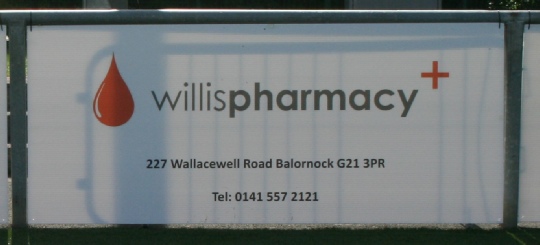 willispharmacy+
227 Wallacewell Road Balornock G21 3PR
Tel: 0141 557 2121